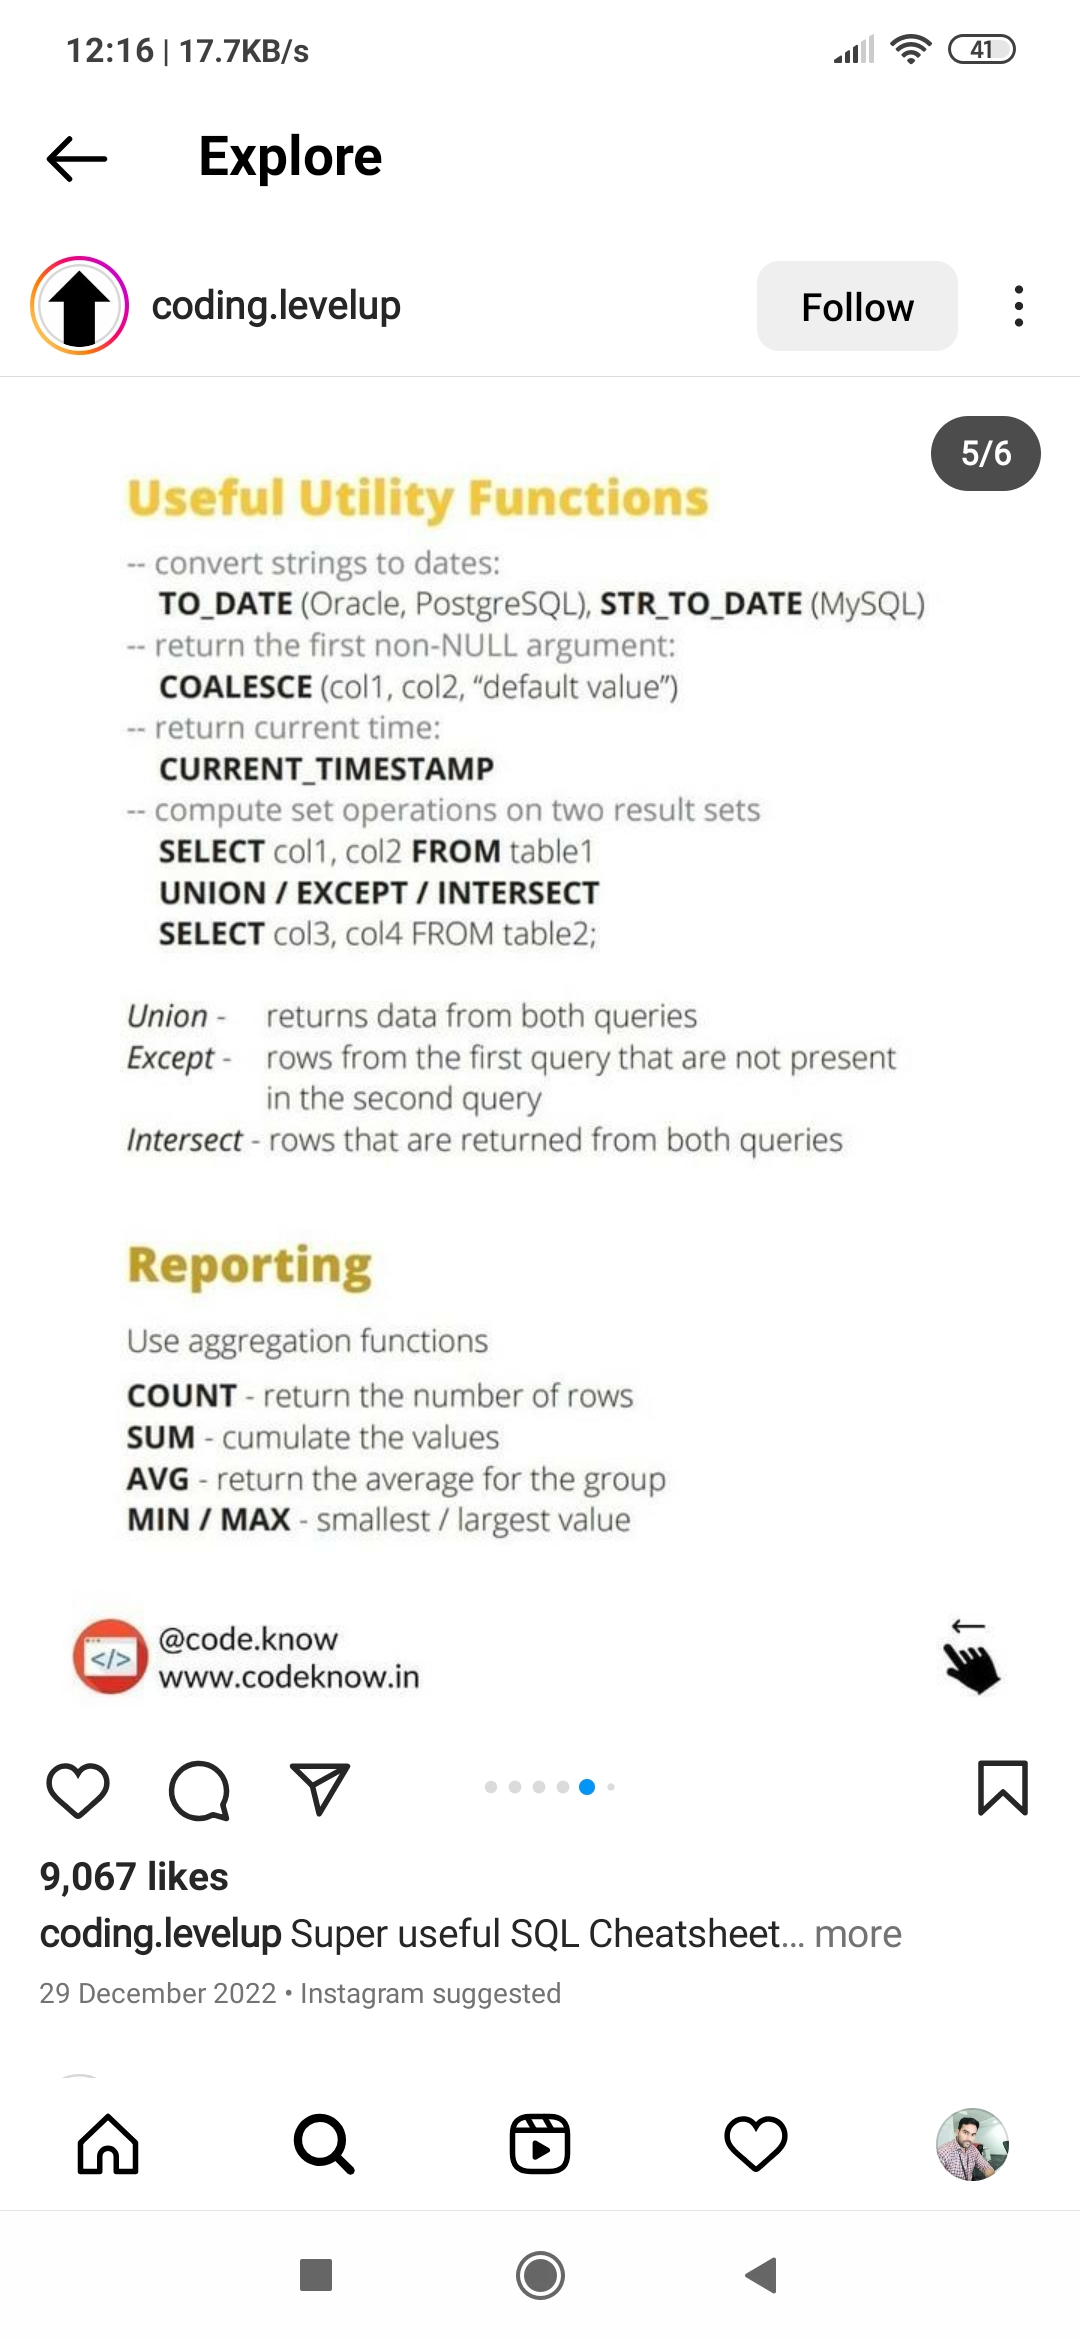 12:16 | 17.7KB/s
41
Explore
coding.levelup
Follow
5/6
Useful Utility Functions
-- convert strings to dates:
TO_DATE (Oracle, PostgreSQL), STR_TO_DATE (MySQL)
-- return the first non-NULL argument:
COALESCE (col1, col2, “default value”)
-- return current time:
CURRENT_TIMESTAMP
-- compute set operations on two result sets
SELECT col1, col2 FROM table1
UNION / EXCEPT / INTERSECT
SELECT col3, col4 FROM table2;
Union - returns data from both queries
Except - rows from the first query that are not present
in the second query
Intersect - rows that are returned from both queries
Reporting
Use aggregation functions
COUNT - return the number of rows
SUM - cumulate the values
AVG - return the average for the group
MIN / MAX - smallest / largest value
</>
@code.know
www.codeknow.in
9,067 likes
coding.levelup Super useful SQL Cheatsheet... more
29 December 2022 • Instagram suggested